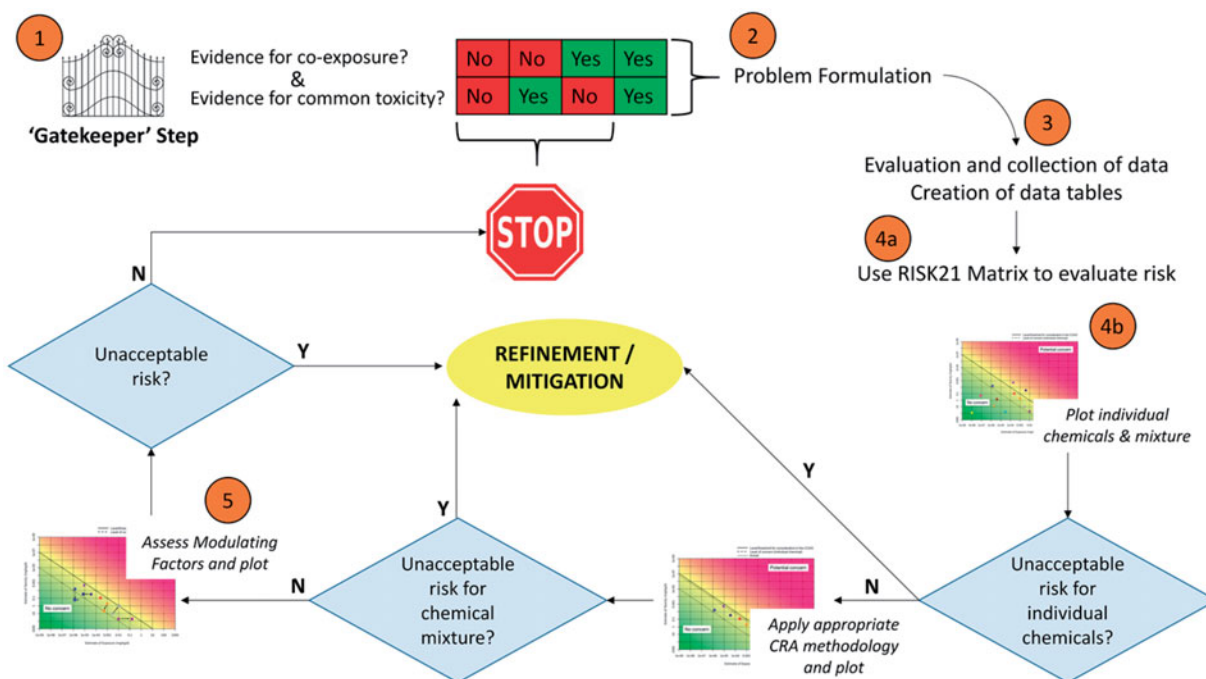 1
Evidence for co-exposure?
&
Evidence for common toxicity?
'Gatekeeper' Step
No No Yes Yes
No Yes No Yes
2
Problem Formulation
3
Evaluation and collection of data
Creation of data tables
4a
Use RISK21 Matrix to evaluate risk
4b
Potential concern
No concern
Plot individual
chemicals & mixture
STOP
N
Unacceptable
risk?
Y
REFINEMENT /
MITIGATION
Y
Y
5
Assess Modulating
Factors and plot
No concern
N
Unacceptable
risk for
chemical
mixture?
Potential concern
No concern
Apply appropriate
CRA methodology
and plot
N
Unacceptable
risk for
individual
chemicals?